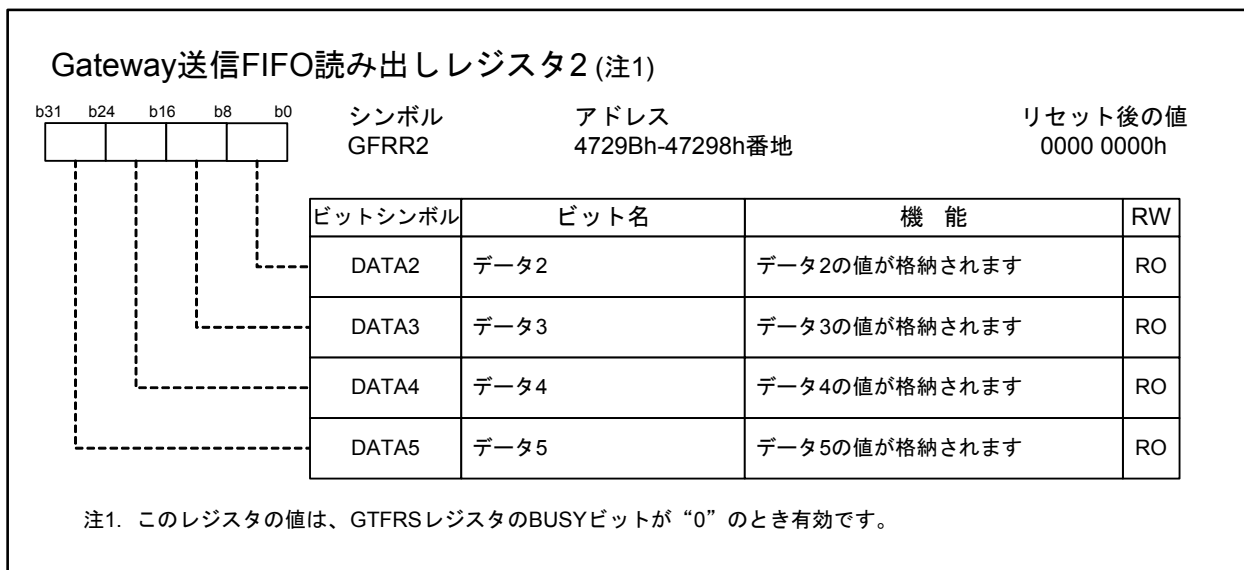 Gateway送信FIFO読み出しレジスタ2 (注1)
b31 b24 b16 b8 b0
シンボル アドレス リセット後の値
GFRR2 4729Bh-47298h番地 0000 0000h
ビットシンボル ビット名 機 能 RW
DATA2 データ2 データ2の値が格納されます RO
DATA3 データ3 データ3の値が格納されます RO
DATA4 データ4 データ4の値が格納されます RO
DATA5 データ5 データ5の値が格納されます RO
注1. このレジスタの値は、GTFRSレジスタのBUSYビットが“0”のとき有効です。